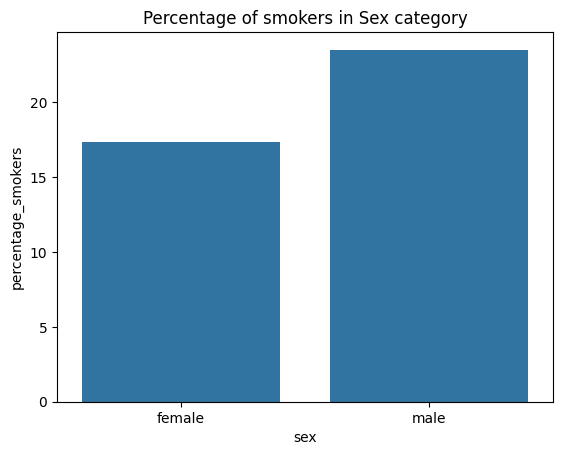 Percentage of smokers in Sex category
percentage_smokers
20
15
10
5
0
female male
sex